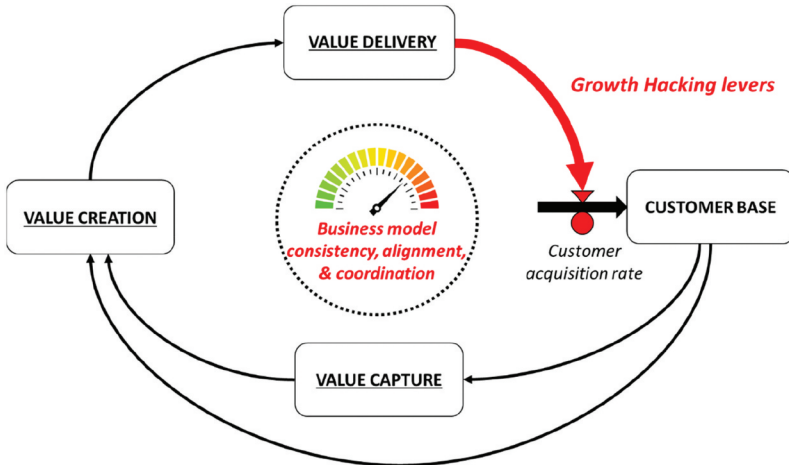 VALUE DELIVERY
Growth Hacking levers
VALUE CREATION
Business model
consistency, alignment,
& coordination
CUSTOMER BASE
Customer
acquisition rate
VALUE CAPTURE